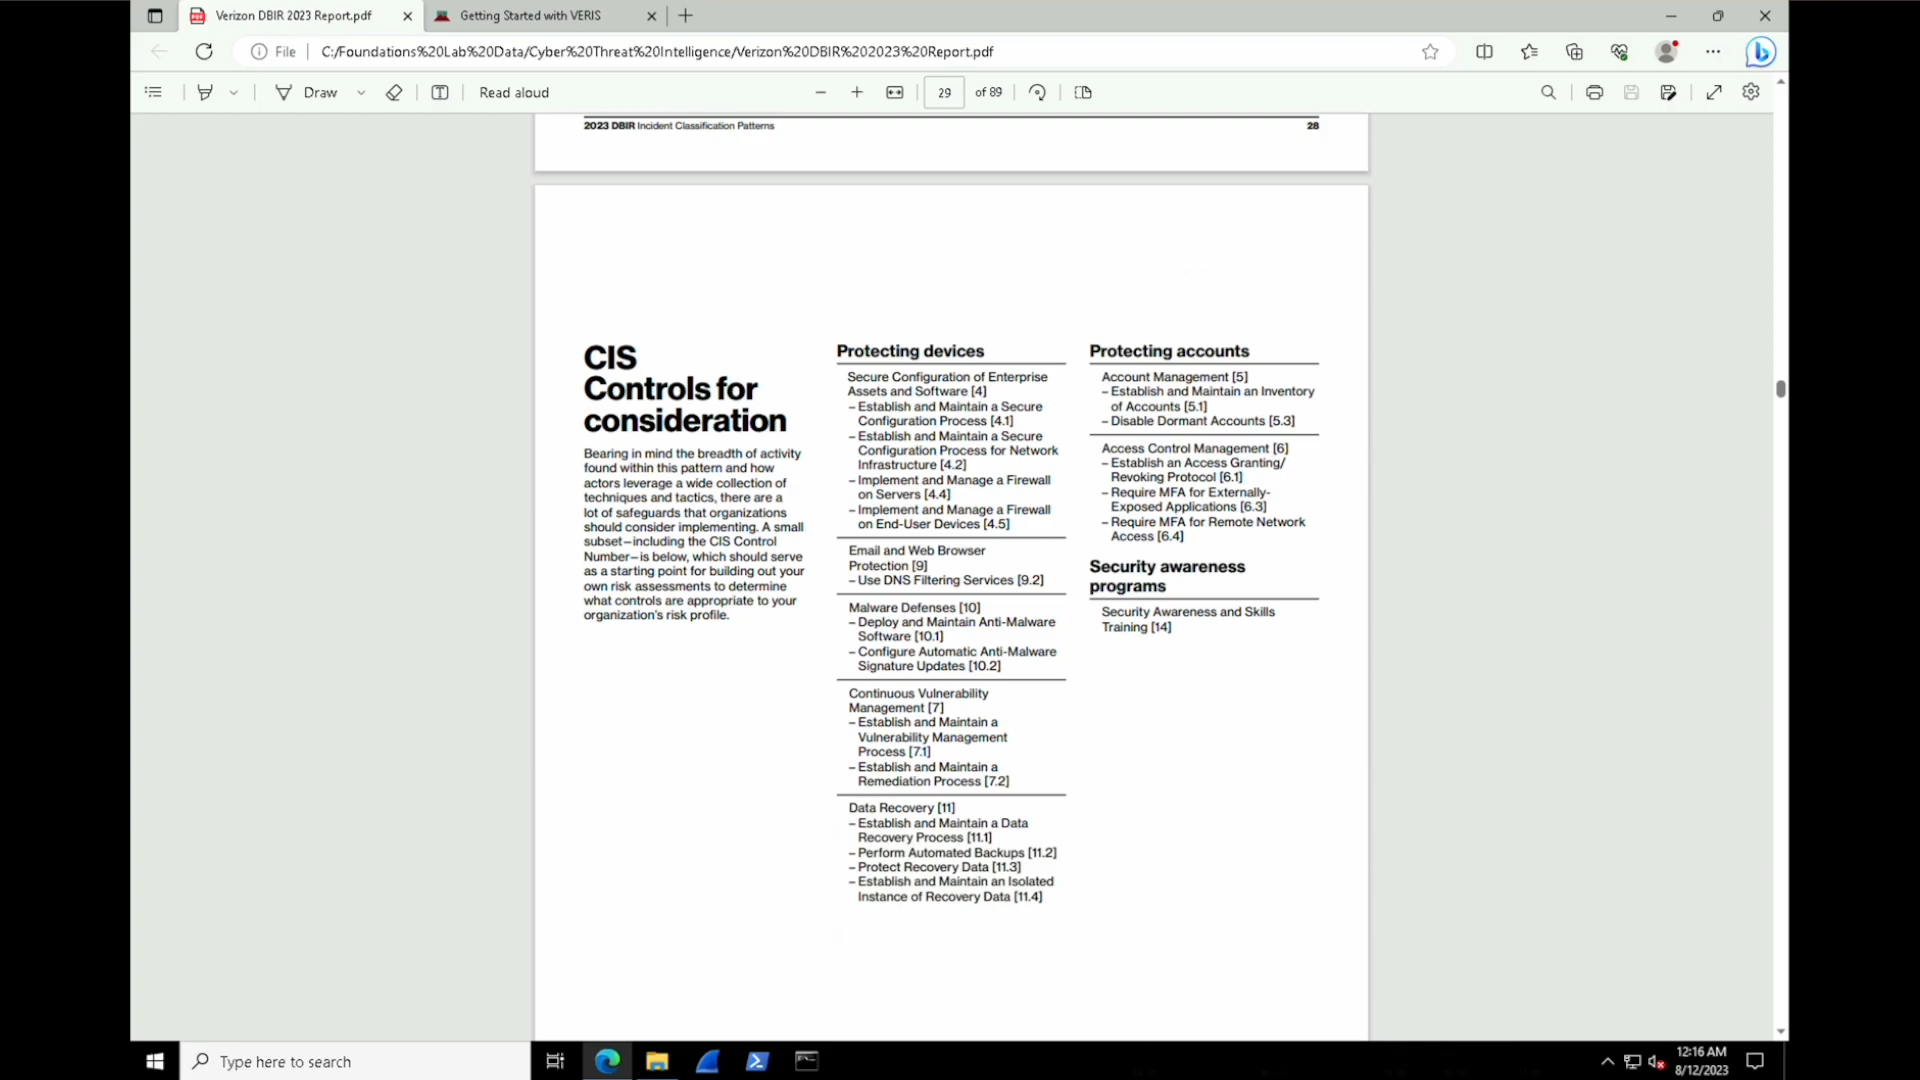 Verizon DBIR 2023 Report.pdf
Getting Started with VERIS
File
C:/Foundations%20Lab%20Data/Cyber%20Threat%20Intelligence/Verizon%20DBIR%202023%20Report.pdf
Draw
Read aloud
29
of 89
2023 DBIR Incident Classification Patterns
28
CIS
Controls for
consideration
Bearing in mind the breadth of activity
found within this pattern and how
actors leverage a wide collection of
techniques and tactics, there are a
lot of safeguards that organizations
should consider implementing. A small
subset—including the CIS Control
Number—is below, which should serve
as a starting point for building out your
own risk assessments to determine
what controls are appropriate to your
organization's risk profile.
Protecting devices
Secure Configuration of Enterprise
Assets and Software [4]
– Establish and Maintain a Secure
Configuration Process [4.1]
– Establish and Maintain a Secure
Configuration Process for Network
Infrastructure [4.2]
– Implement and Manage a Firewall
on Servers [4.4]
– Implement and Manage a Firewall
on End-User Devices [4.5]
Email and Web Browser
Protection [9]
– Use DNS Filtering Services [9.2]
Malware Defenses [10]
– Deploy and Maintain Anti-Malware
Software [10.1]
– Configure Automatic Anti-Malware
Signature Updates [10.2]
Continuous Vulnerability
Management [7]
– Establish and Maintain a
Vulnerability Management
Process [7.1]
– Establish and Maintain a
Remediation Process [7.2]
Data Recovery [11]
– Establish and Maintain a Data
Recovery Process [11.1]
– Perform Automated Backups [11.2]
– Protect Recovery Data [11.3]
– Establish and Maintain an Isolated
Instance of Recovery Data [11.4]
Protecting accounts
Account Management [5]
– Establish and Maintain an Inventory
of Accounts [5.1]
– Disable Dormant Accounts [5.3]
Access Control Management [6]
– Establish an Access Granting/
Revoking Protocol [6.1]
– Require MFA for Externally-
Exposed Applications [6.3]
– Require MFA for Remote Network
Access [6.4]
Security awareness
programs
Security Awareness and Skills
Training [14]
Type here to search
12:16 AM
8/12/2023